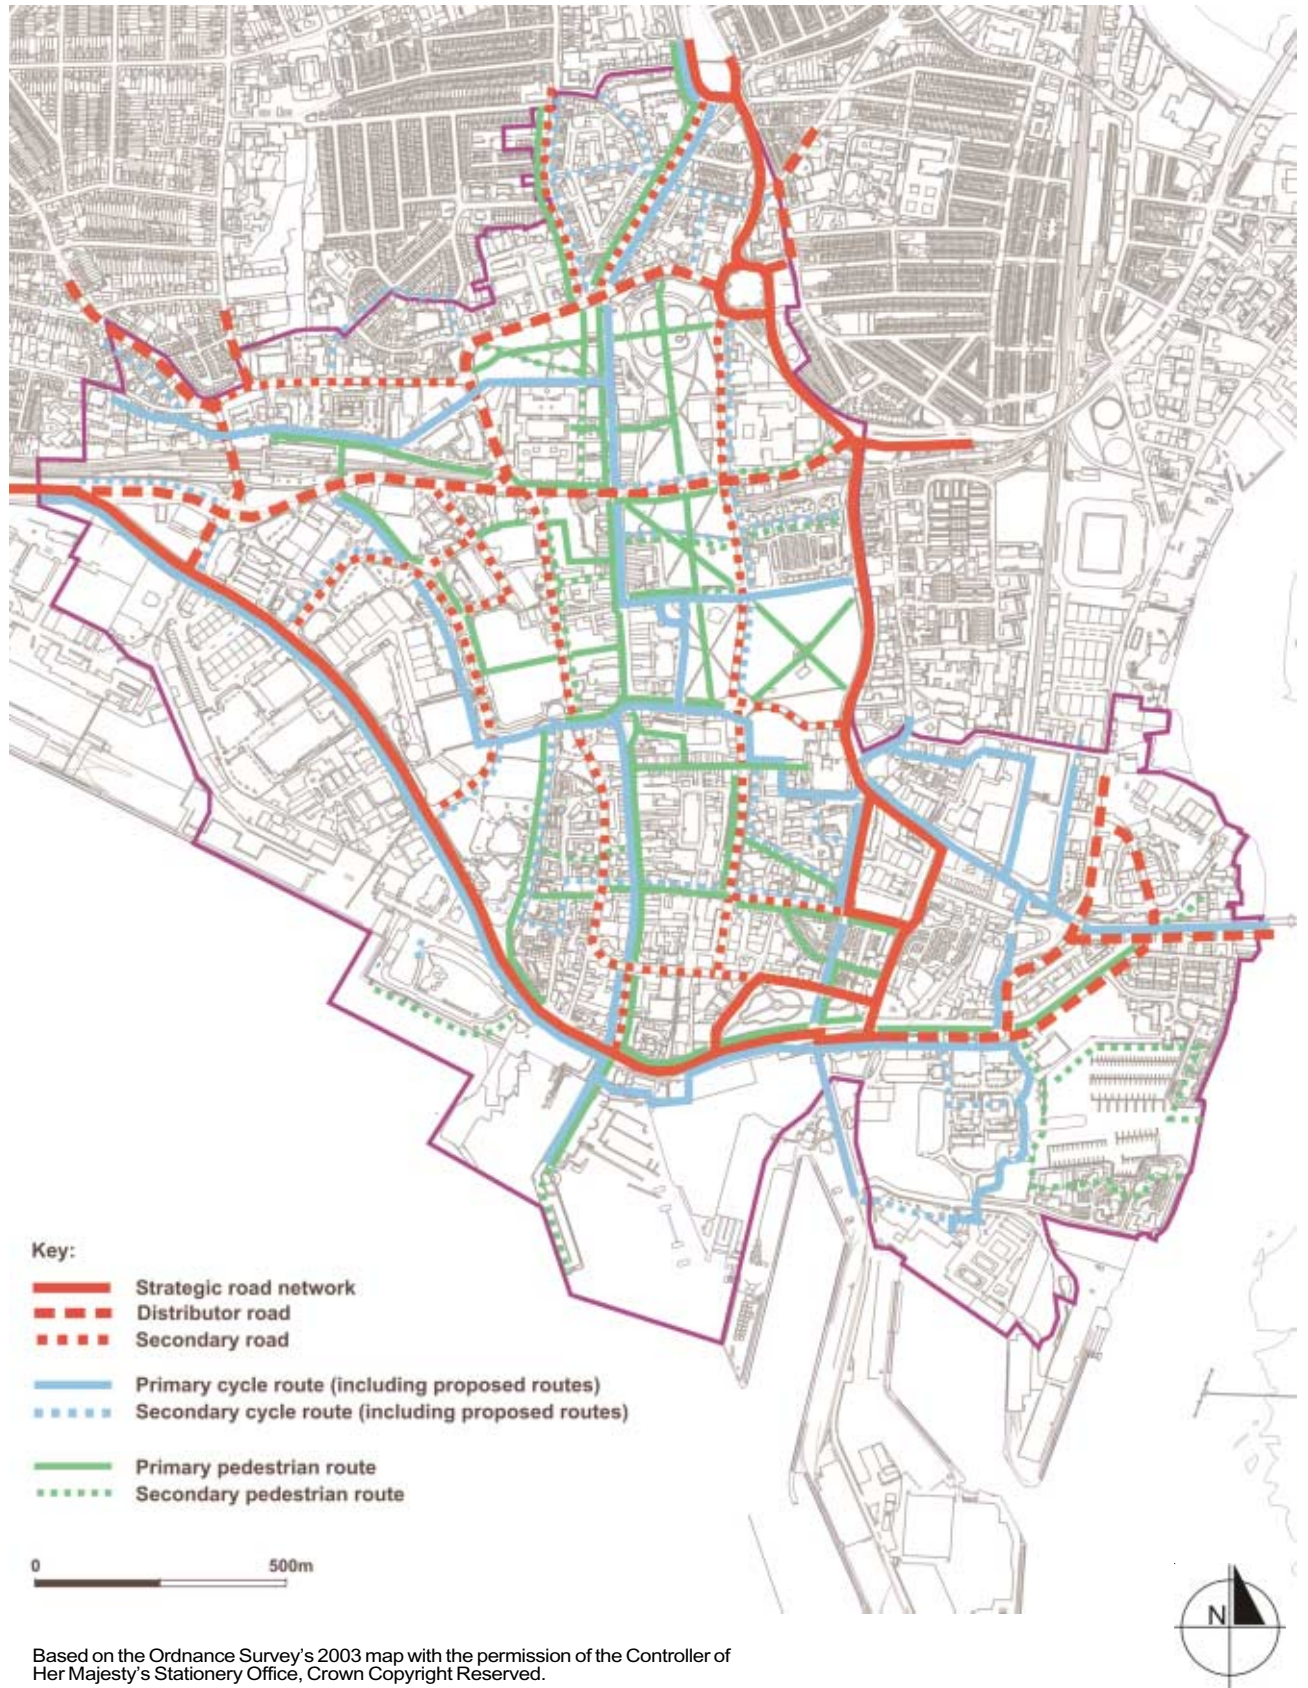 Key:
Strategic road network
Distributor road
Secondary road
Primary cycle route (including proposed routes)
Secondary cycle route (including proposed routes)
Primary pedestrian route
Secondary pedestrian route
0 500m
N
Based on the Ordnance Survey's 2003 map with the permission of the Controller of
Her Majesty's Stationery Office, Crown Copyright Reserved.